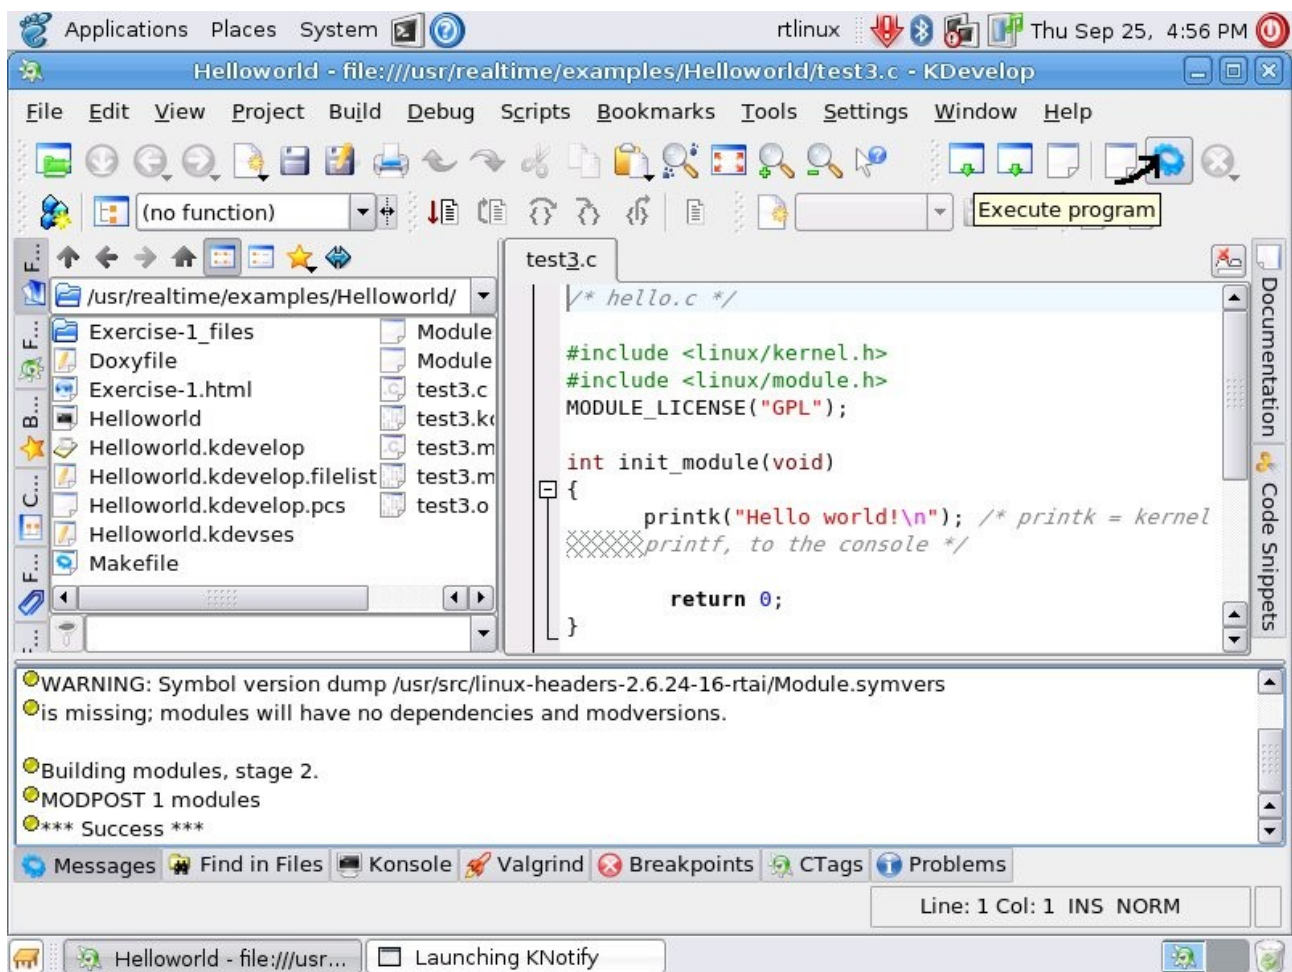 Applications Places System
rtlinux
Thu Sep 25, 4:56 PM
Helloworld - file:///usr/realtime/examples/Helloworld/test3.c - KDevelop
File Edit View Project Build Debug Scripts Bookmarks Tools Settings Window Help
(no function)
Execute program
test3.c
/usr/realtime/examples/Helloworld/
Exercise-1_files
Doxyfile
Exercise-1.html
Helloworld
Helloworld.kdevelop
Helloworld.kdevelop.filelist
Helloworld.kdevelop.pcs
Helloworld.kdevses
Makefile
Module
Module
test3.c
test3.k
test3.m
test3.m
test3.o
F...
F...
B...
C...
F...
/* hello.c */
#include <linux/kernel.h>
#include <linux/module.h>
MODULE_LICENSE("GPL");
int init_module(void)
{
printk("Hello world!\n"); /* printk = kernel
printf, to the console */
return 0;
}
Documentation
Code Snippets
WARNING: Symbol version dump /usr/src/linux-headers-2.6.24-16-rtai/Module.symvers
is missing; modules will have no dependencies and modversions.
Building modules, stage 2.
MODPOST 1 modules
*** Success ***
Messages Find in Files Konsole Valgrind Breakpoints CTags Problems
Line: 1 Col: 1 INS NORM
Helloworld - file:///usr...
Launching KNotify